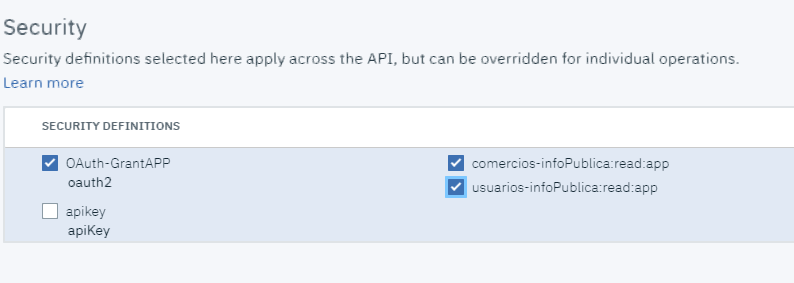 Security
Security definitions selected here apply across the API, but can be overridden for individual operations.
Learn more
SECURITY DEFINITIONS
OAuth-GrantAPP
oauth2
comercios-infoPublica:read:app
usuarios-infoPublica:read:app
apikey
apiKey